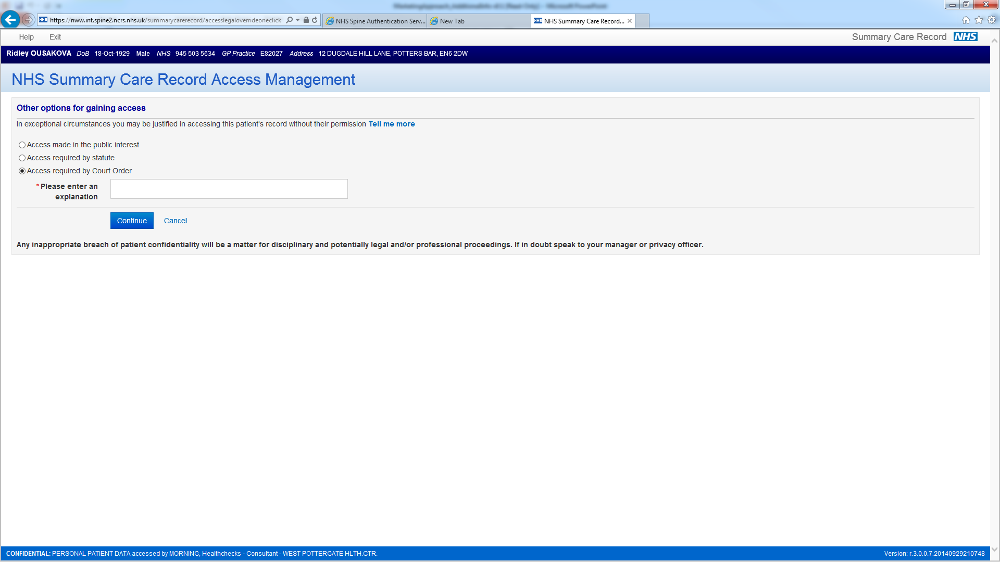 https://nww.int.spine2.ncrs.nhs.uk/summarycarerecord/accesslegaloverrideoneclick
NHS Spine Authentication Serv...
New Tab
NHS Summary Care Record...
Help Exit
Summary Care Record NHS
Ridley OUSAKOVA DoB 18-Oct-1929 Male NHS 945 503 5634 GP Practice E82027 Address 12 DUGDALE HILL LANE, POTTERS BAR, EN6 2DW
NHS Summary Care Record Access Management
Other options for gaining access
In exceptional circumstances you may be justified in accessing this patient's record without their permission Tell me more
Access made in the public interest
Access required by statute
Access required by Court Order
* Please enter an
explanation
Continue Cancel
Any inappropriate breach of patient confidentiality will be a matter for disciplinary and potentially legal and/or professional proceedings. If in doubt speak to your manager or privacy officer.
CONFIDENTIAL: PERSONAL PATIENT DATA accessed by MORNING, Healthchecks - Consultant - WEST POTTERGATE HLTH.CTR.
Version: r.3.0.0.7.20140929210748